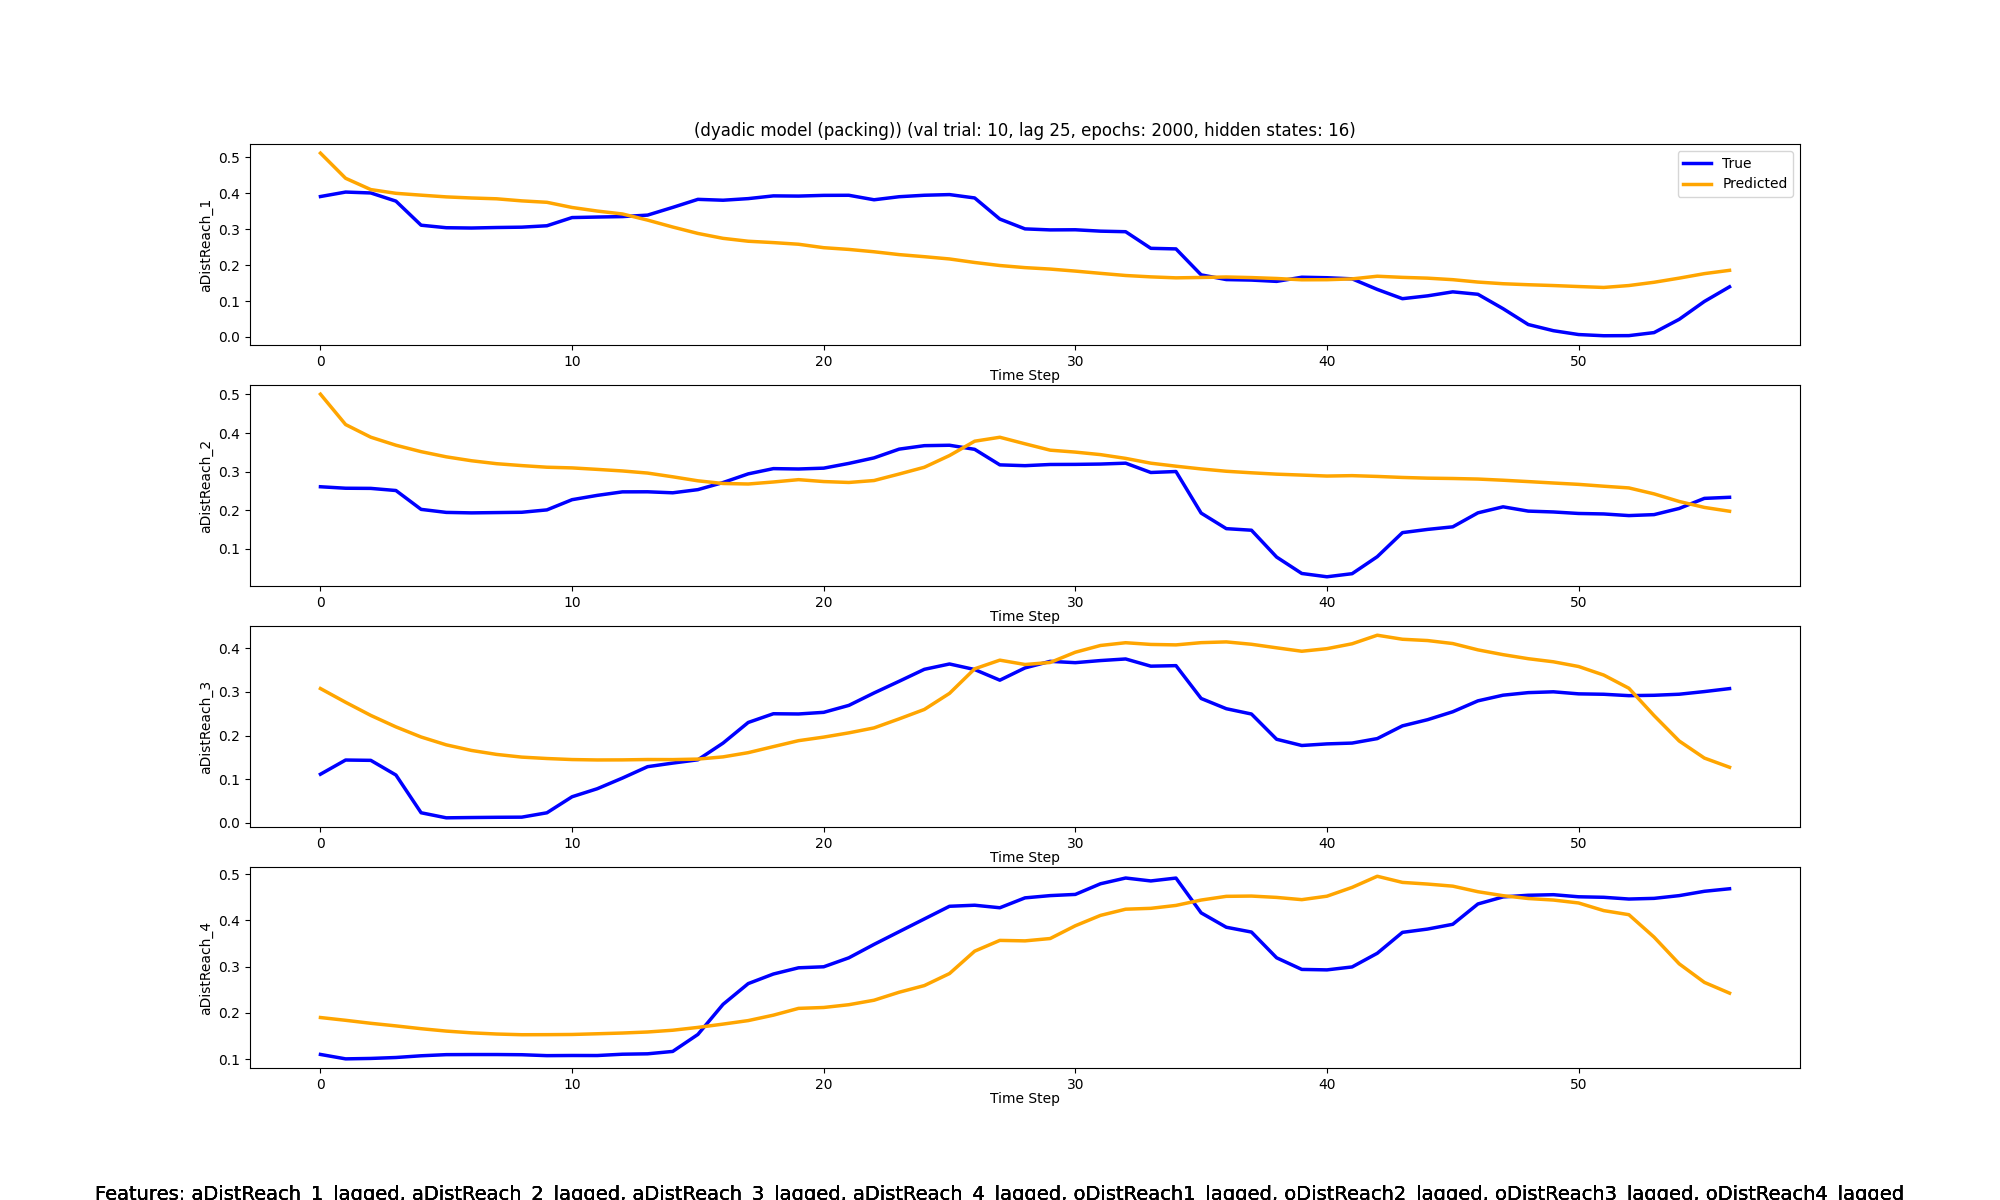 (dyadic model (packing)) (val trial: 10, lag 25, epochs: 2000, hidden states: 16)
True
Predicted
aDistReach_1
0.5
0.4
0.3
0.2
0.1
0.0
0 10 20 30 40 50
Time Step
aDistReach_2
0.5
0.4
0.3
0.2
0.1
0 10 20 30 40 50
Time Step
aDistReach_3
0.4
0.3
0.2
0.1
0.0
0 10 20 30 40 50
Time Step
aDistReach_4
0.5
0.4
0.3
0.2
0.1
0 10 20 30 40 50
Time Step
Features: aDistReach_1_lagged, aDistReach_2_lagged, aDistReach_3_lagged, aDistReach_4_lagged, oDistReach1_lagged, oDistReach2_lagged, oDistReach3_lagged, oDistReach4_lagged